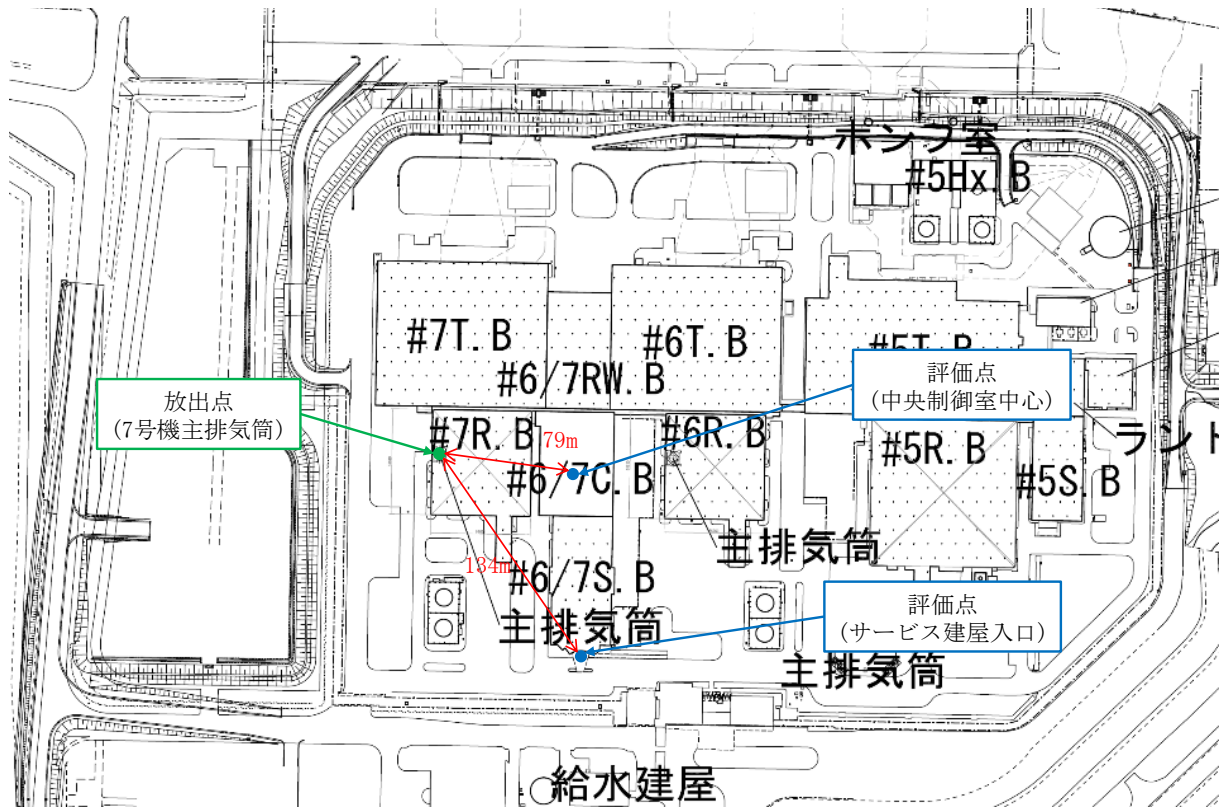 ポンプ室
#5Hx.B
#7T.B
#6T.B
#6/7RW.B
放出点
(7号機主排気筒)
評価点
(中央制御室中心)
#7R.B
79m
#6R.B
#5R.B
#6/7C.B
#5S.B
主排気筒
134m
#6/7S.B
評価点
(サービス建屋入口)
主排気筒
主排気筒
給水建屋